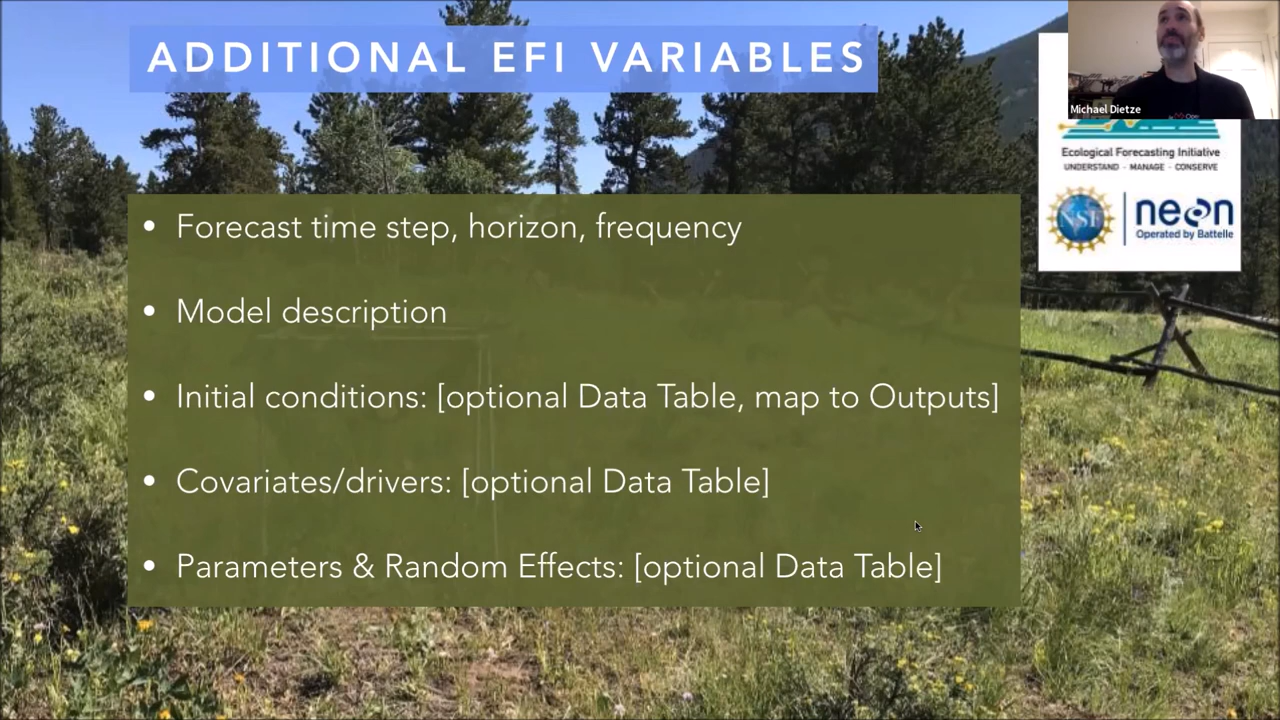 ADDITIONAL EFI VARIABLES
Michael Dietze
Ecological Forecasting Initiative
UNDERSTAND · MANAGE · CONSERVE
NSF
neon
Operated by Battelle
• Forecast time step, horizon, frequency
• Model description
• Initial conditions: [optional Data Table, map to Outputs]
• Covariates/drivers: [optional Data Table]
• Parameters & Random Effects: [optional Data Table]